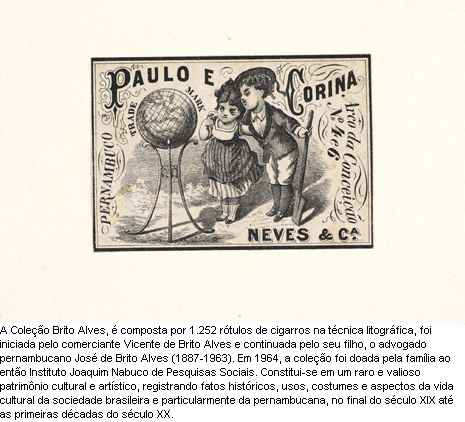 PAULO E CORINA
TRADE MARK
PERNAMBUCO
Arco da Conceição
Nos 4 e 6
NEVES & CA
A Coleção Brito Alves, é composta por 1.252 rótulos de cigarros na técnica litográfica, foi
iniciada pelo comerciante Vicente de Brito Alves e continuada pelo seu filho, o advogado
pernambucano José de Brito Alves (1887-1963). Em 1964, a coleção foi doada pela família ao
então Instituto Joaquim Nabuco de Pesquisas Sociais. Constitui-se em um raro e valioso
patrimônio cultural e artístico, registrando fatos históricos, usos, costumes e aspectos da vida
cultural da sociedade brasileira e particularmente da pernambucana, no final do século XIX até
as primeiras décadas do século XX.